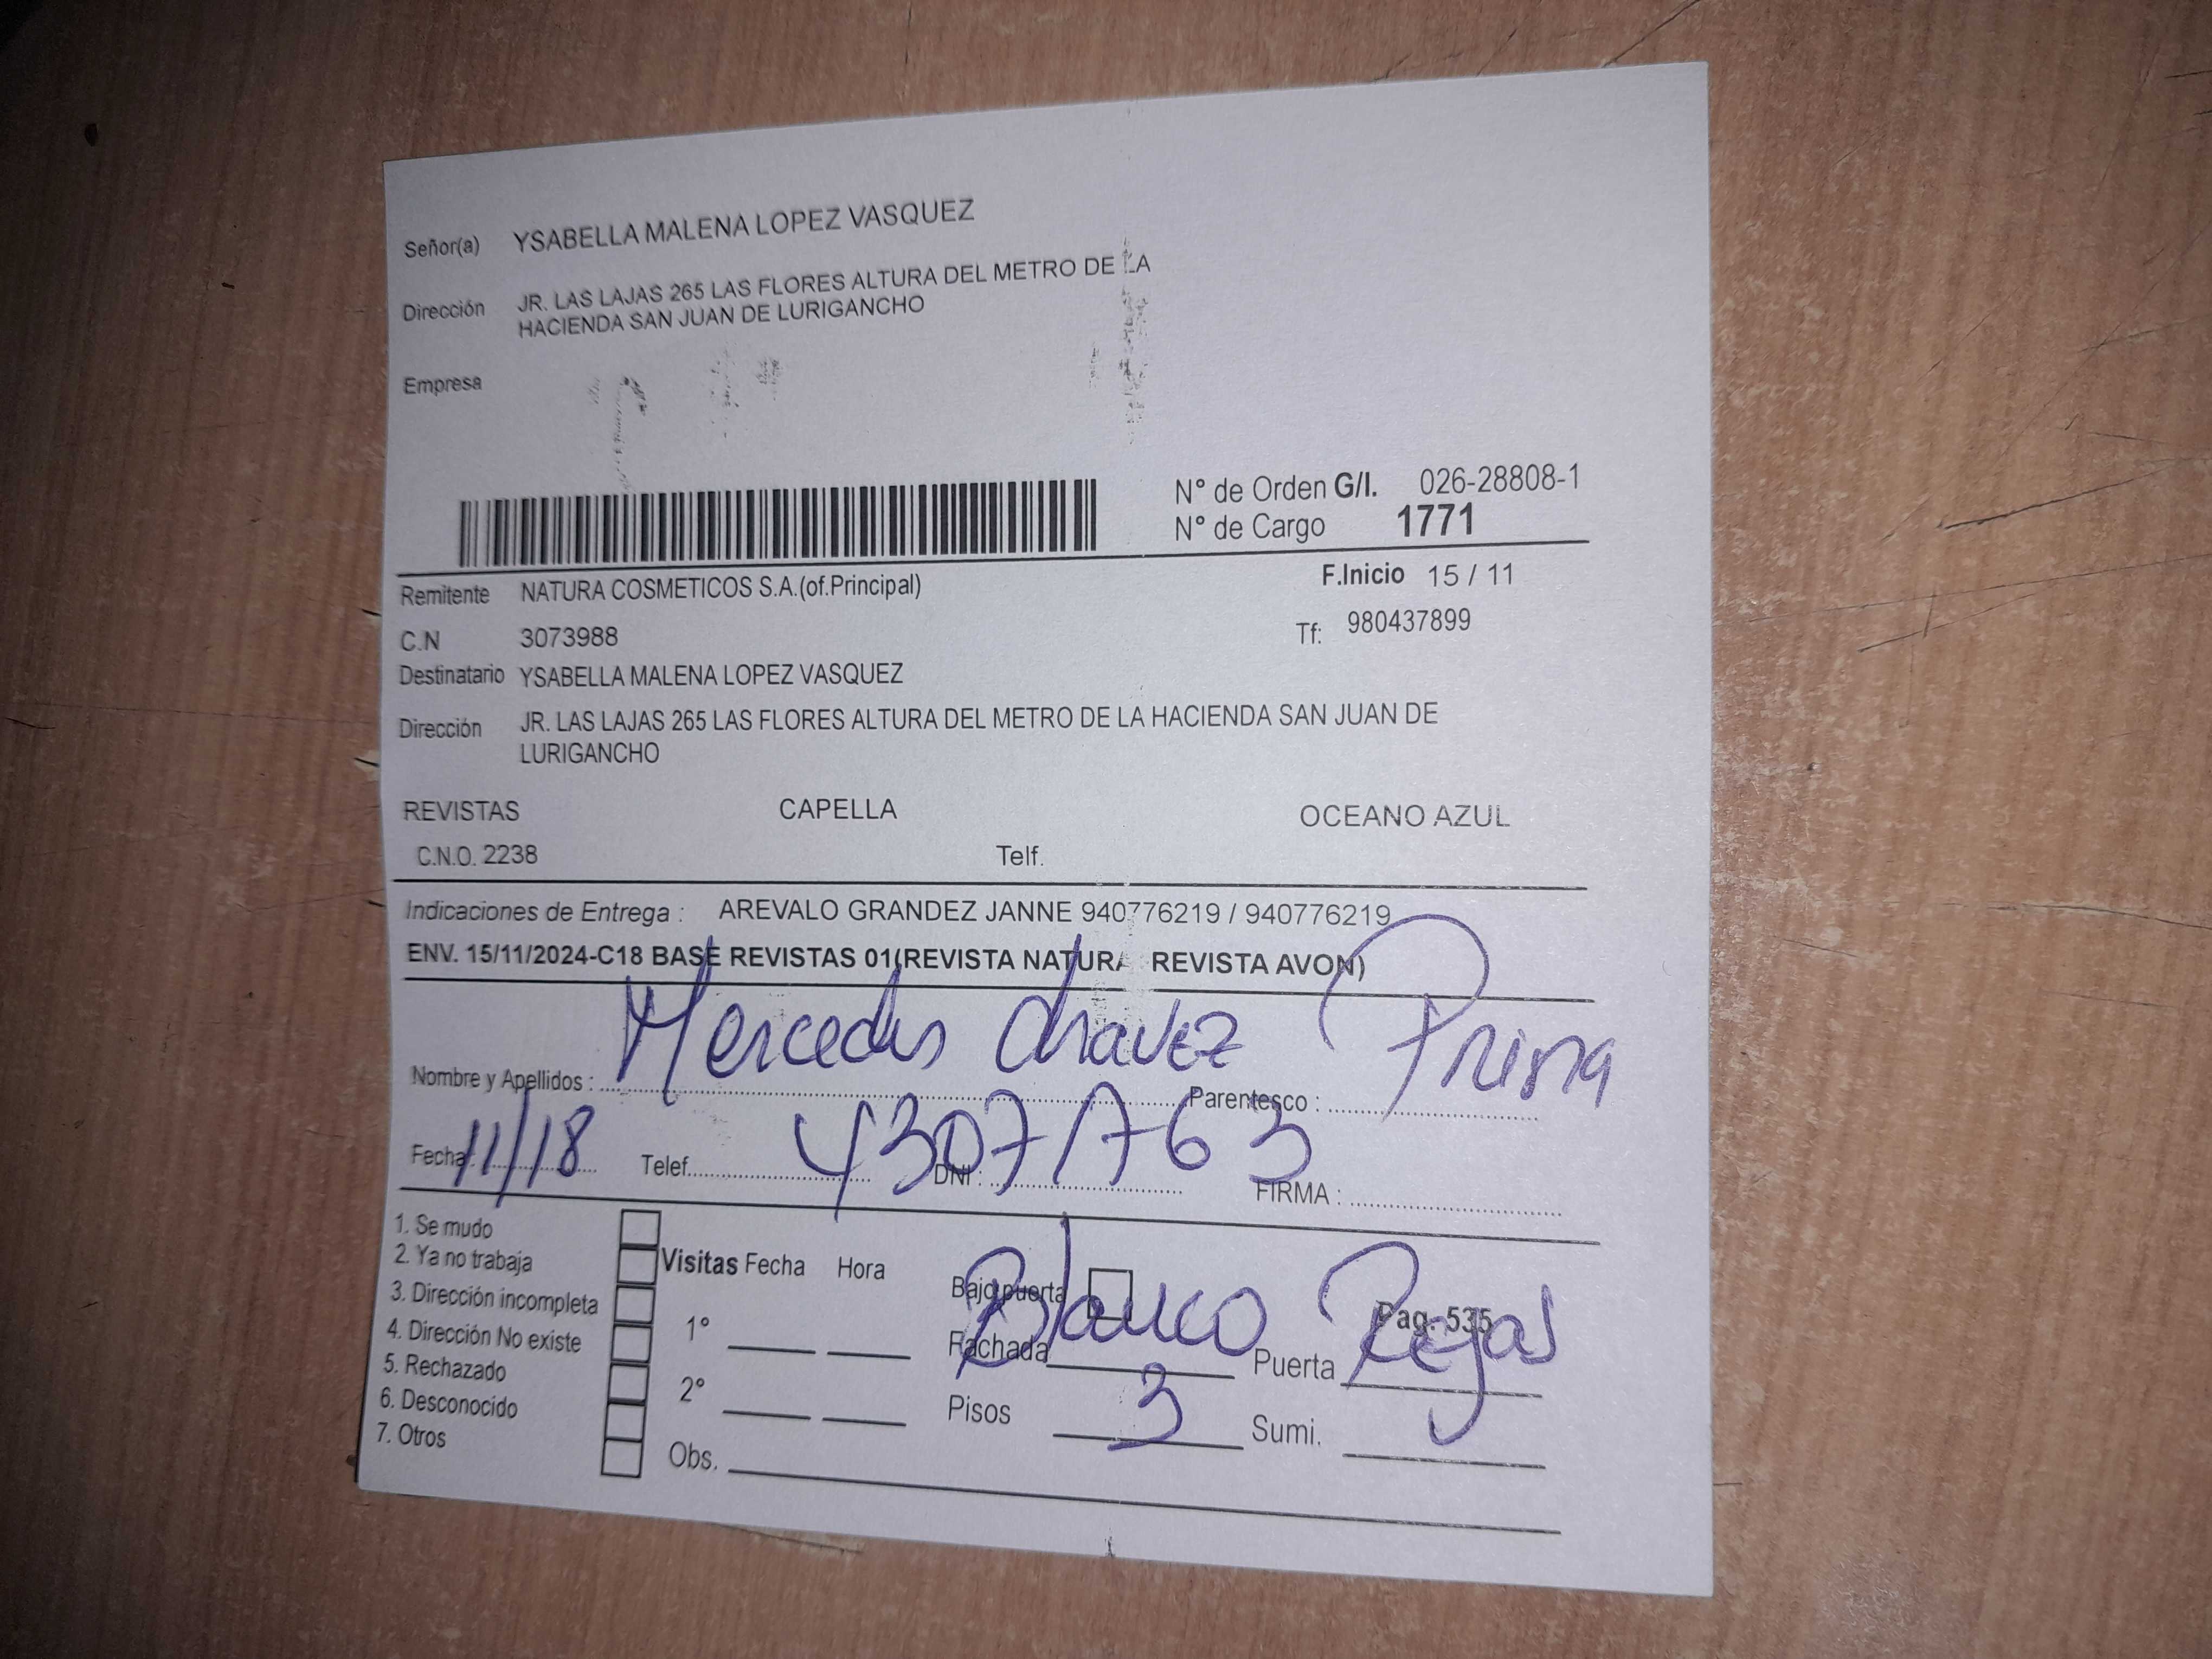 Señor(a) YSABELLA MALENA LOPEZ VASQUEZ
Dirección JR. LAS LAJAS 265 LAS FLORES ALTURA DEL METRO DE LA
HACIENDA SAN JUAN DE LURIGANCHO
Empresa
N° de Orden G/I. 026-28808-1
N° de Cargo 1771
Remitente NATURA COSMETICOS S.A.(of.Principal) F.Inicio 15 / 11
C.N 3073988 Tf: 980437899
Destinatario YSABELLA MALENA LOPEZ VASQUEZ
Dirección JR. LAS LAJAS 265 LAS FLORES ALTURA DEL METRO DE LA HACIENDA SAN JUAN DE
LURIGANCHO
REVISTAS CAPELLA OCEANO AZUL
C.N.O. 2238 Telf.
Indicaciones de Entrega : AREVALO GRANDEZ JANNE 940776219 / 940776219
ENV. 15/11/2024-C18 BASE REVISTAS 01(REVISTA NATURA REVISTA AVON)
Nombre y Apellidos : Mercedes Chavez Parentesco : Prima
Fecha: 11/18 Telef. DNI : 43071763 FIRMA :
1. Se mudo
2. Ya no trabaja Visitas Fecha Hora Bajo puerta
3. Dirección incompleta 1° Pag. 535
4. Dirección No existe Fachada Blanco Puerta Rejas
5. Rechazado 2°
6. Desconocido Pisos 3 Sumi.
7. Otros Obs.